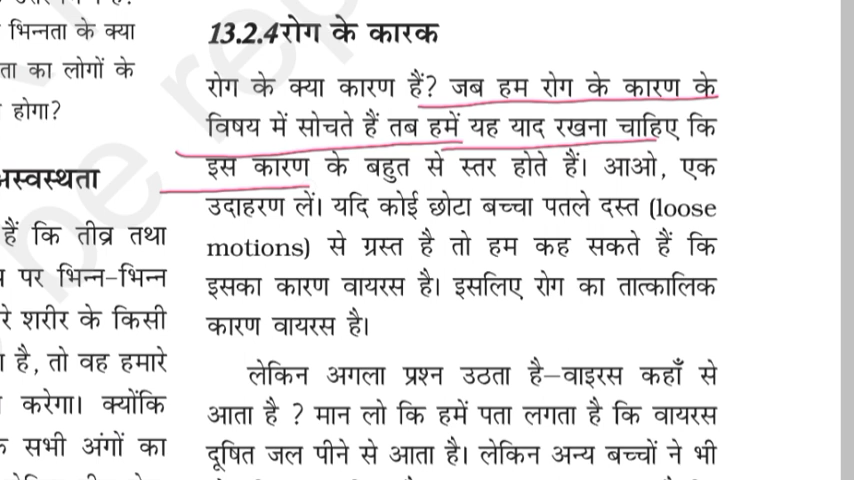 भिन्नता के क्या
ता का लोगों के
होगा?
अस्वस्थता
हैं कि तीव्र तथा
पर भिन्न-भिन्न
रे शरीर के किसी
है, तो वह हमारे
करेगा। क्योंकि
सभी अंगों का
13.2.4रोग के कारक
रोग के क्या कारण हैं? जब हम रोग के कारण के
विषय में सोचते हैं तब हमें यह याद रखना चाहिए कि
इस कारण के बहुत से स्तर होते हैं। आओ, एक
उदाहरण लें। यदि कोई छोटा बच्चा पतले दस्त (loose
motions) से ग्रस्त है तो हम कह सकते हैं कि
इसका कारण वायरस है। इसलिए रोग का तात्कालिक
कारण वायरस है।
लेकिन अगला प्रश्न उठता है–वाइरस कहाँ से
आता है ? मान लो कि हमें पता लगता है कि वायरस
दूषित जल पीने से आता है। लेकिन अन्य बच्चों ने भी